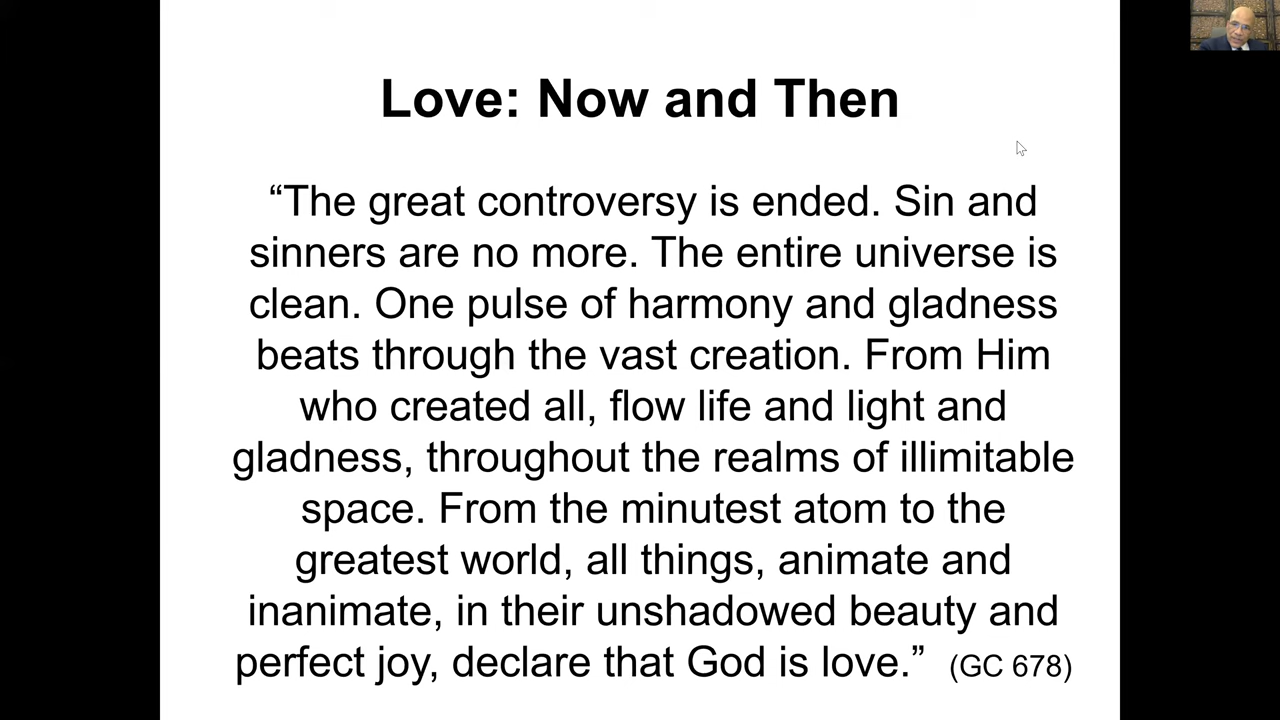 Love: Now and Then
“The great controversy is ended. Sin and
sinners are no more. The entire universe is
clean. One pulse of harmony and gladness
beats through the vast creation. From Him
who created all, flow life and light and
gladness, throughout the realms of illimitable
space. From the minutest atom to the
greatest world, all things, animate and
inanimate, in their unshadowed beauty and
perfect joy, declare that God is love.” (GC 678)